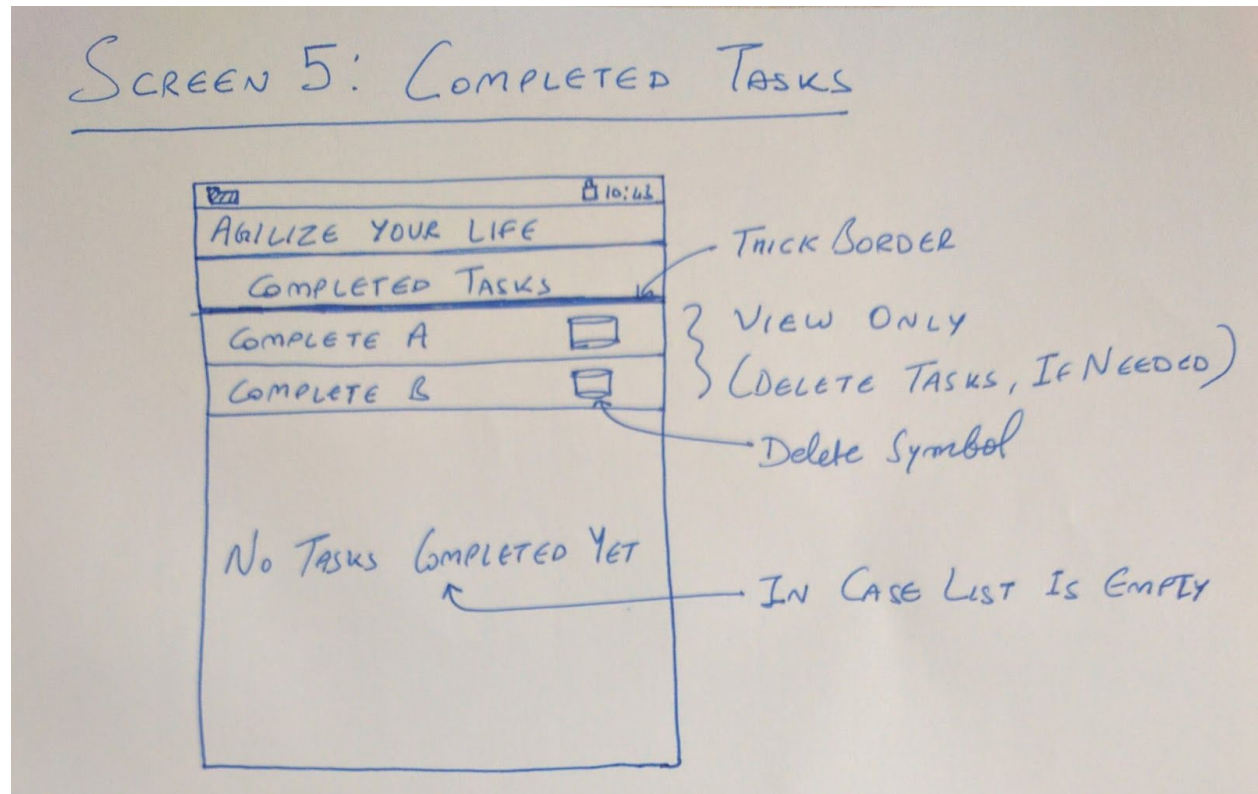 SCREEN 5: COMPLETED TASKS
10:43
AGILIZE YOUR LIFE
COMPLETED TASKS
THICK BORDER
COMPLETE A
VIEW ONLY
COMPLETE B
(DELETE TASKS, IF NEEDED)
Delete Symbol
NO TASKS COMPLETED YET
IN CASE LIST IS EMPTY